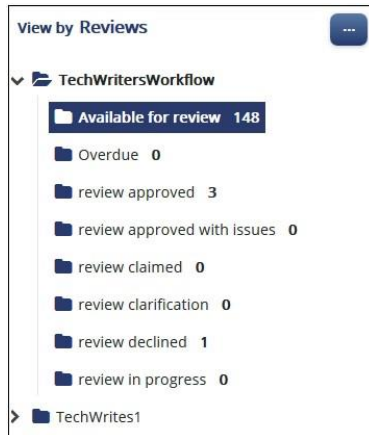 View by Reviews ...
TechWritersWorkflow
Available for review 148
Overdue 0
review approved 3
review approved with issues 0
review claimed 0
review clarification 0
review declined 1
review in progress 0
TechWrites1